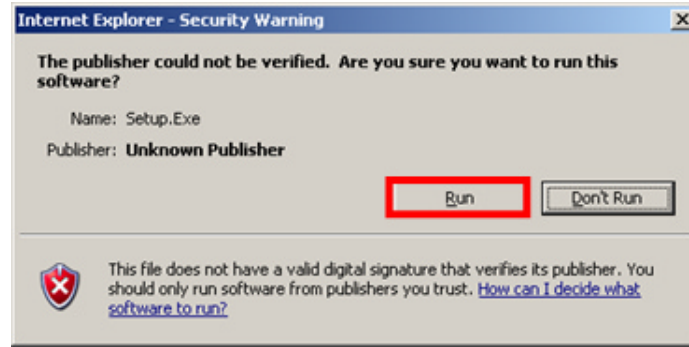 Internet Explorer - Security Warning
The publisher could not be verified. Are you sure you want to run this
software?
Name: Setup.Exe
Publisher: Unknown Publisher
Run
Don't Run
This file does not have a valid digital signature that verifies its publisher. You
should only run software from publishers you trust. How can I decide what
software to run?